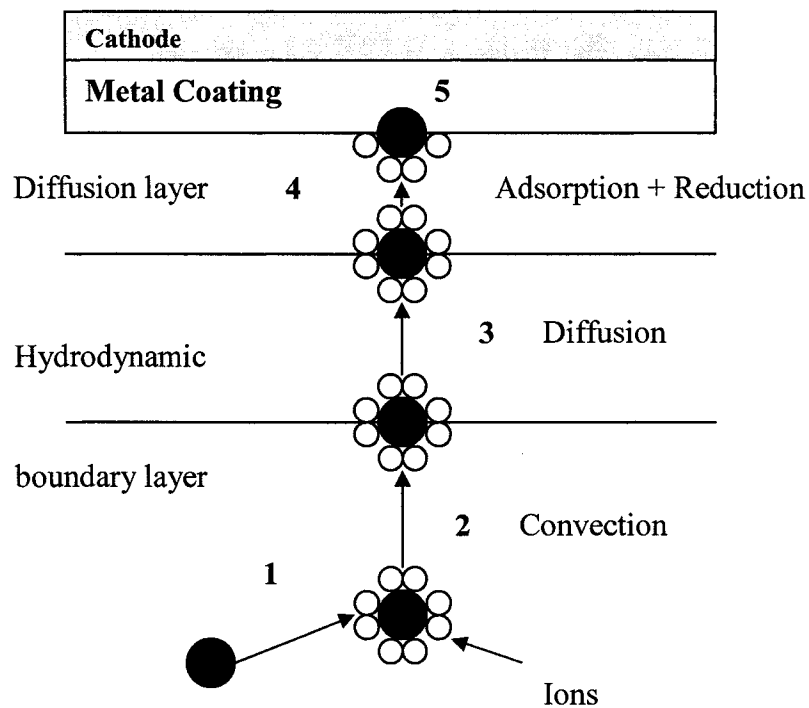 Cathode
Metal Coating 5
Diffusion layer 4 Adsorption + Reduction
3 Diffusion
Hydrodynamic
boundary layer
2 Convection
1
Ions